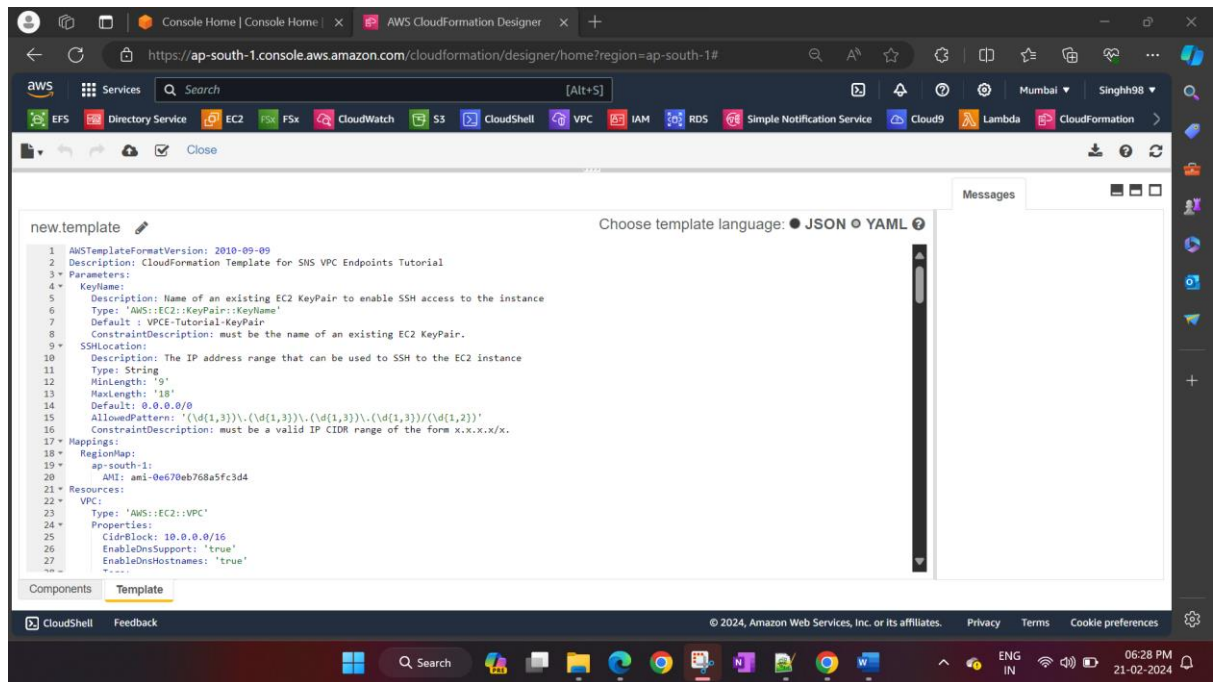 Console Home | Console Home |
AWS CloudFormation Designer
https://ap-south-1.console.aws.amazon.com/cloudformation/designer/home?region=ap-south-1#
aws
Services
Search
[Alt+S]
Mumbai
Singhh98
EFS
Directory Service
EC2
FSx
CloudWatch
S3
CloudShell
VPC
IAM
RDS
Simple Notification Service
Cloud9
Lambda
CloudFormation
Close
Messages
new.template
Choose template language: JSON YAML
1 AWSTemplateFormatVersion: 2010-09-09
2 Description: CloudFormation Template for SNS VPC Endpoints Tutorial
3 Parameters:
4 KeyName:
5 Description: Name of an existing EC2 KeyPair to enable SSH access to the instance
6 Type: 'AWS::EC2::KeyPair::KeyName'
7 Default : VPCE-Tutorial-KeyPair
8 ConstraintDescription: must be the name of an existing EC2 KeyPair.
9 SSHLocation:
10 Description: The IP address range that can be used to SSH to the EC2 instance
11 Type: String
12 MinLength: '9'
13 MaxLength: '18'
14 Default: 0.0.0.0/0
15 AllowedPattern: '(\d{1,3})\.(\d{1,3})\.(\d{1,3})\.(\d{1,3})/(\d{1,2})'
16 ConstraintDescription: must be a valid IP CIDR range of the form x.x.x.x/x.
17 Mappings:
18 RegionMap:
19 ap-south-1:
20 AMI: ami-0e670eb768a5fc3d4
21 Resources:
22 VPC:
23 Type: 'AWS::EC2::VPC'
24 Properties:
25 CidrBlock: 10.0.0.0/16
26 EnableDnsSupport: 'true'
27 EnableDnsHostnames: 'true'
Components
Template
CloudShell
Feedback
© 2024, Amazon Web Services, Inc. or its affiliates.
Privacy
Terms
Cookie preferences
Search
ENG
IN
06:28 PM
21-02-2024